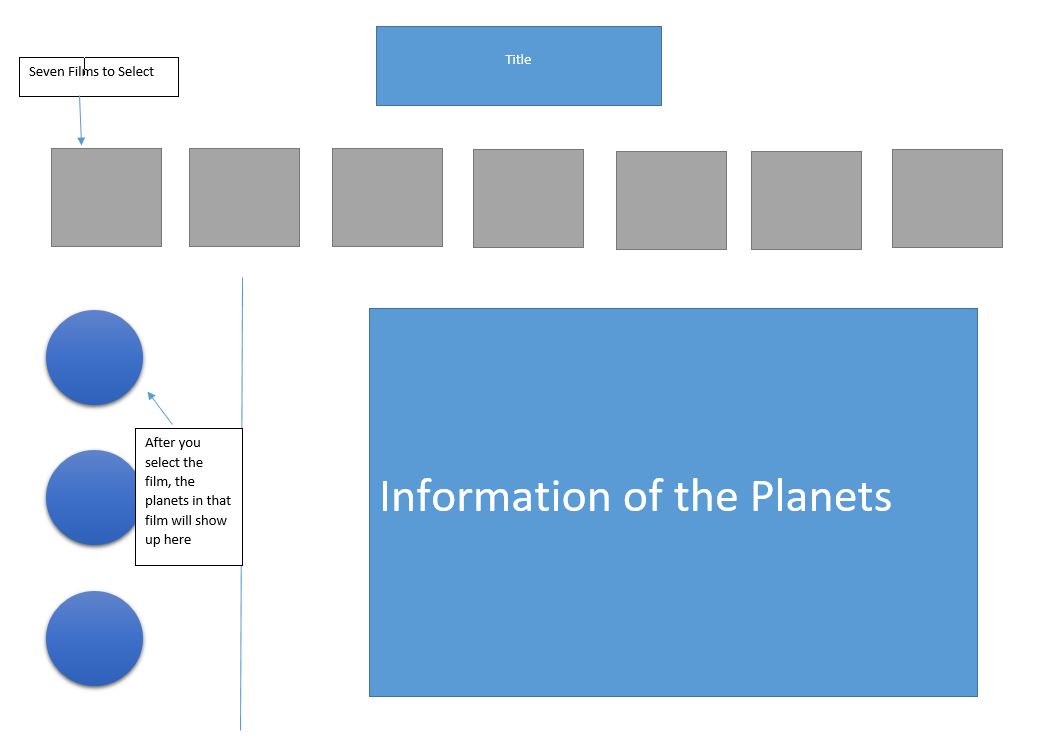 Title
Seven Films to Select
After you
select the
film, the
planets in that
film will show
up here
Information of the Planets